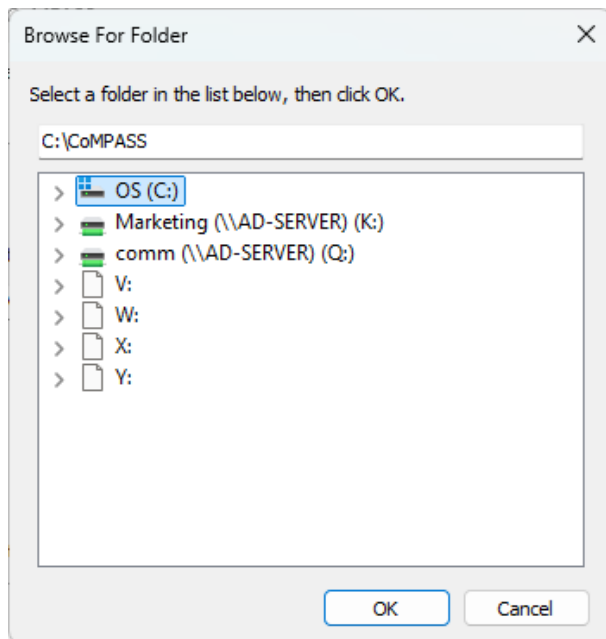 Browse For Folder
Select a folder in the list below, then click OK.
C:\CoMPASS
OS (C:)
Marketing (\\AD-SERVER) (K:)
comm (\\AD-SERVER) (Q:)
V:
W:
X:
Y:
OK Cancel